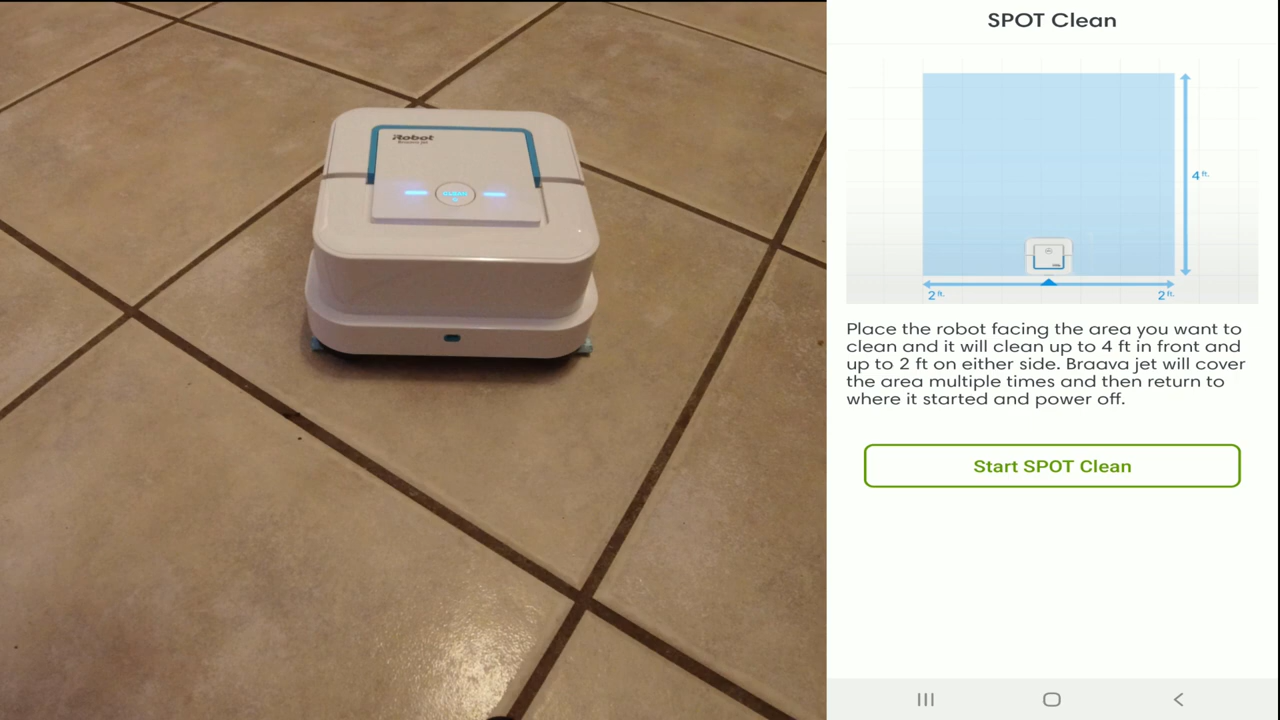 iRobot
Braava jet
CLEAN
SPOT Clean
4 ft.
2 ft.
2 ft.
Place the robot facing the area you want to
clean and it will clean up to 4 ft in front and
up to 2 ft on either side. Braava jet will cover
the area multiple times and then return to
where it started and power off.
Start SPOT Clean